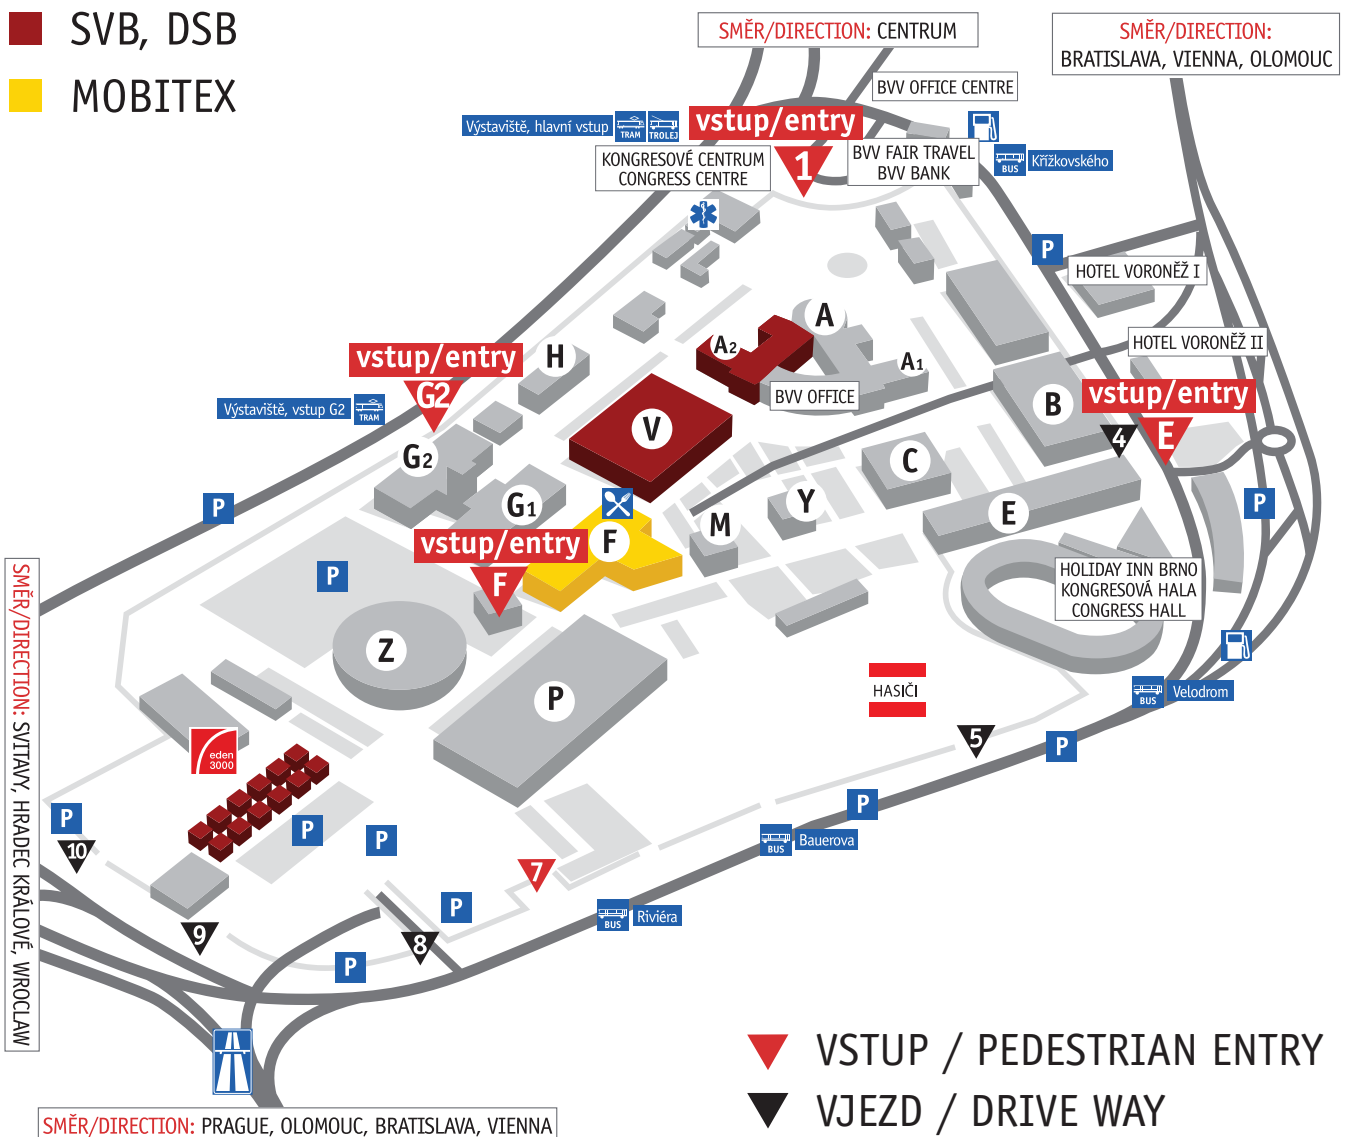 SVB, DSB
MOBITEX
SMĚR/DIRECTION: CENTRUM
SMĚR/DIRECTION:
BRATISLAVA, VIENNA, OLOMOUC
BVV OFFICE CENTRE
Výstaviště, hlavní vstup
TRAM
TROLEJ
vstup/entry
1
KONGRESOVÉ CENTRUM
CONGRESS CENTRE
BVV FAIR TRAVEL
BVV BANK
BUS
Křížkovského
P
HOTEL VORONĚŽ I
HOTEL VORONĚŽ II
A
A2
A1
BVV OFFICE
H
vstup/entry
G2
Výstaviště, vstup G2
TRAM
V
B
vstup/entry
E
4
G2
G1
C
Y
M
E
P
P
vstup/entry
F
F
P
HOLIDAY INN BRNO
KONGRESOVÁ HALA
CONGRESS HALL
Z
P
HASIČI
BUS
Velodrom
5
P
eden
3000
P
P
P
P
BUS
Bauerova
10
7
P
BUS
Riviéra
9
8
P
SMĚR/DIRECTION: SVITAVY, HRADEC KRÁLOVÉ, WROCLAW
SMĚR/DIRECTION: PRAGUE, OLOMOUC, BRATISLAVA, VIENNA
VSTUP / PEDESTRIAN ENTRY
VJEZD / DRIVE WAY